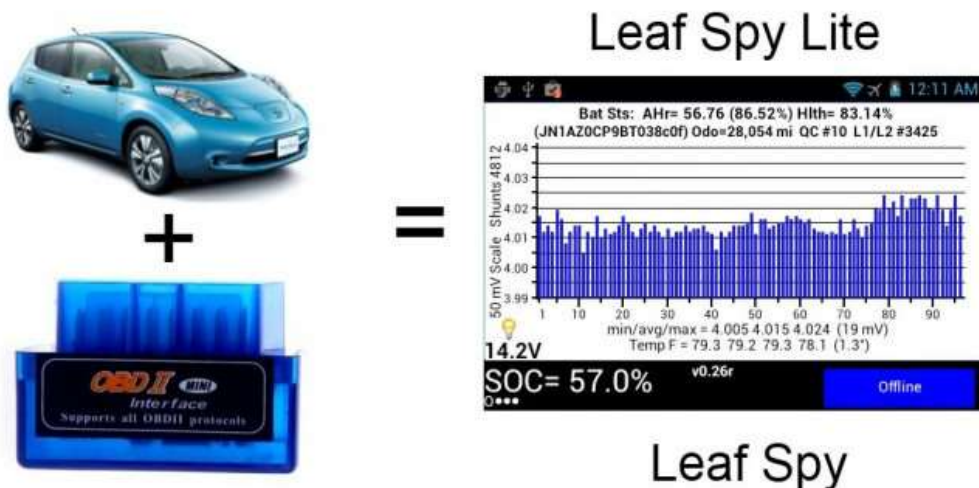 Leaf Spy Lite
12:11 AM
Bat Sts: AHr= 56.76 (86.52%) Hlth= 83.14%
(JN1AZ0CP9BT038c0f) Odo=28,054 mi QC #10 L1/L2 #3425
50 mV Scale Shunts 4812
4.04
4.03
4.02
4.01
4.00
3.99
1 10 20 30 40 50 60 70 80 90
min/avg/max = 4.005 4.015 4.024 (19 mV)
Temp F = 79.3 79.2 79.3 78.1 (1.3°)
14.2V
SOC= 57.0%
v0.26r
Offline
+
=
OBD II MINI
Interface
Supports all OBDII protocols
Leaf Spy